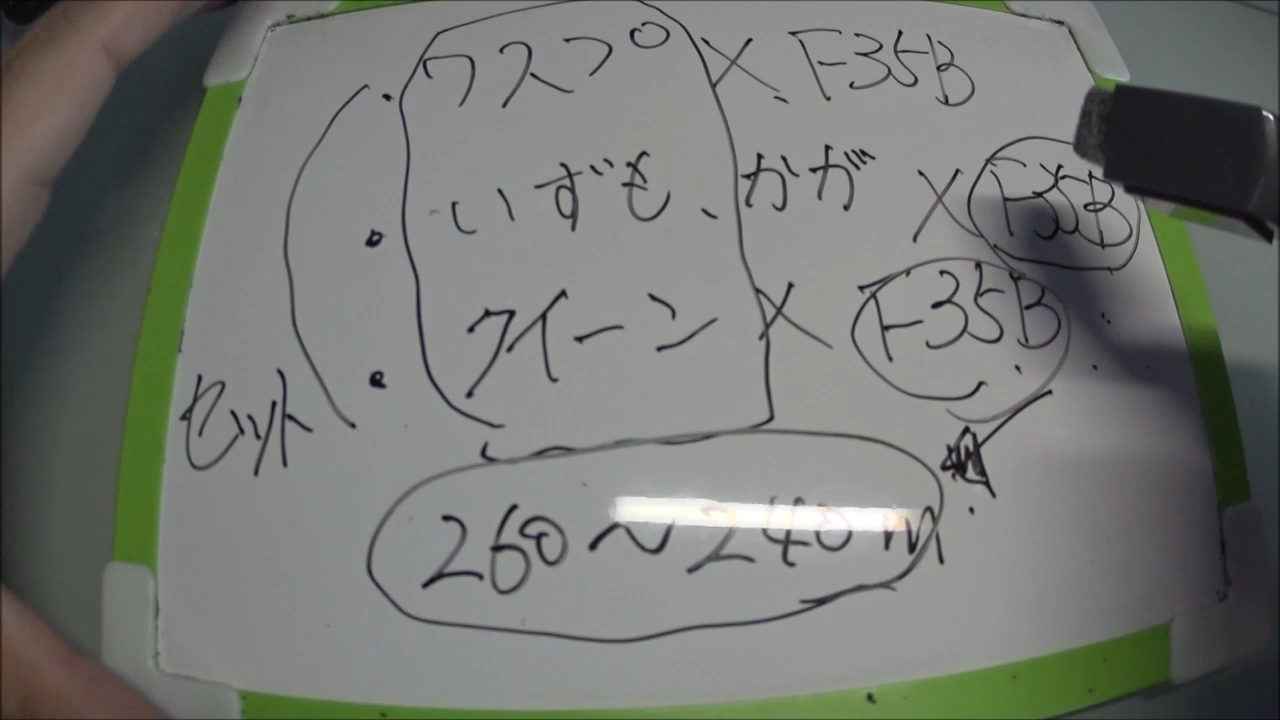 ・ワスプ × F35B
・いずも、かが × F35B
・クイーン × F35B
セット
260～240m